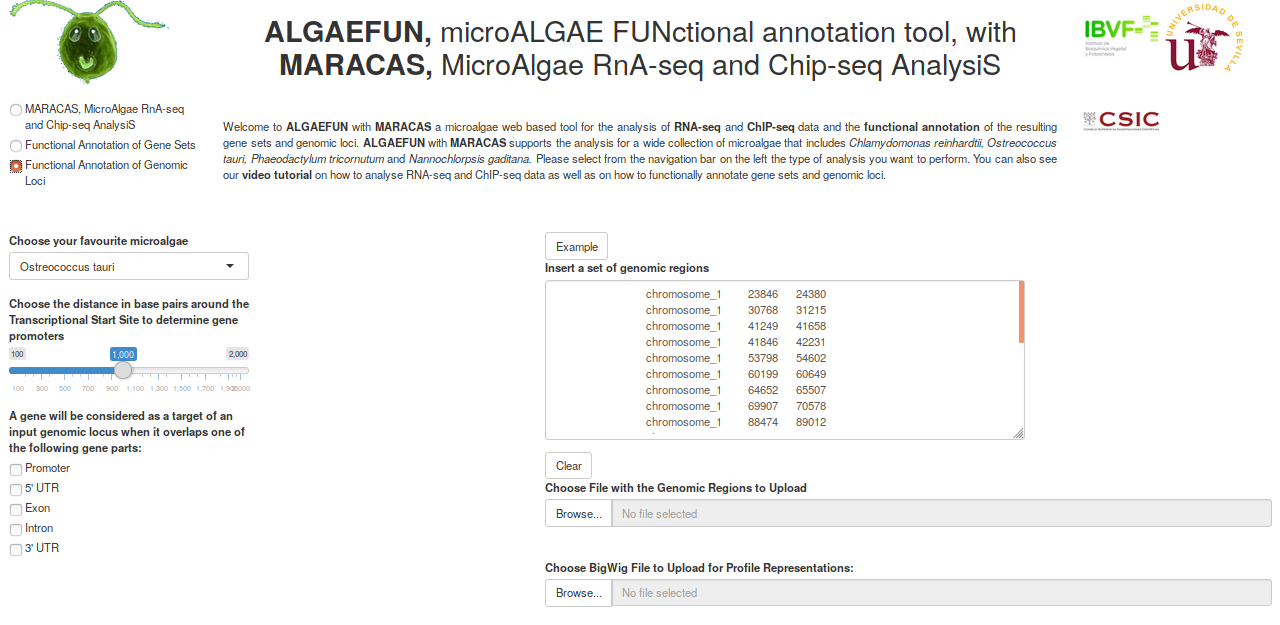 ALGAEFUN, microALGAE FUNctional annotation tool, with
MARACAS, MicroAlgae RnA-seq and Chip-seq AnalysiS
IBVF
Instituto de
Bioquímica Vegetal
y Fotosíntesis
UNIVERSIDAD DE SEVILLA
CSIC
CONSEJO SUPERIOR DE INVESTIGACIONES CIENTÍFICAS
MARACAS, MicroAlgae RnA-seq
and Chip-seq AnalysiS
Functional Annotation of Gene Sets
Functional Annotation of Genomic
Loci
Welcome to ALGAEFUN with MARACAS a microalgae web based tool for the analysis of RNA-seq and ChIP-seq data and the functional annotation of the resulting
gene sets and genomic loci. ALGAEFUN with MARACAS supports the analysis for a wide collection of microalgae that includes Chlamydomonas reinhardtii, Ostreococcus
tauri, Phaeodactylum tricornutum and Nannochlorpsis gaditana. Please select from the navigation bar on the left the type of analysis you want to perform. You can also see
our video tutorial on how to analyse RNA-seq and ChIP-seq data as well as on how to functionally annotate gene sets and genomic loci.
Choose your favourite microalgae
Ostreococcus tauri
Choose the distance in base pairs around the
Transcriptional Start Site to determine gene
promoters
100 1,000 2,000
100 300 500 700 900 1,100 1,300 1,500 1,700 1,900 2,000
A gene will be considered as a target of an
input genomic locus when it overlaps one of
the following gene parts:
Promoter
5' UTR
Exon
Intron
3' UTR
Example
Insert a set of genomic regions
chromosome_1 23846 24380
chromosome_1 30768 31215
chromosome_1 41249 41658
chromosome_1 41846 42231
chromosome_1 53798 54602
chromosome_1 60199 60649
chromosome_1 64652 65507
chromosome_1 69907 70578
chromosome_1 88474 89012
Clear
Choose File with the Genomic Regions to Upload
Browse... No file selected
Choose BigWig File to Upload for Profile Representations:
Browse... No file selected